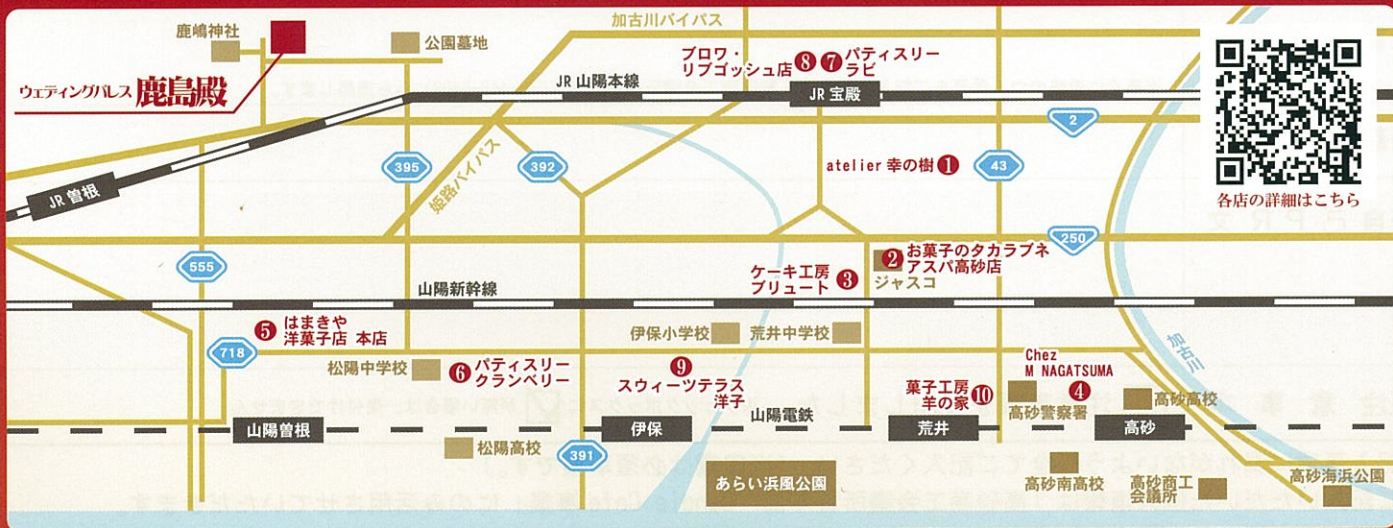 加古川バイパス
鹿嶋神社
公園墓地
ウェディングパレス 鹿島殿
JR 山陽本線
ブロワ・
リブゴッシュ店 8
7 パティスリー
ラビ
JR 宝殿
2
各店の詳細はこちら
JR 曽根
395
姫路バイパス
392
atelier 幸の樹 1
43
555
250
2 お菓子のタカラブネ
アスパ高砂店
ジャスコ
ケーキ工房
ブリュート 3
山陽新幹線
加古川
5 はまきや
洋菓子店 本店
718
伊保小学校
荒井中学校
松陽中学校
6 パティスリー
クランベリー
9
スウィーツテラス
洋子
Chez
M NAGATSUMA
4
菓子工房
羊の家 10
高砂警察署
高砂高校
山陽電鉄
山陽曽根
伊保
荒井
高砂
松陽高校
391
あらい浜風公園
高砂南高校
高砂商工
会議所
高砂海浜公園